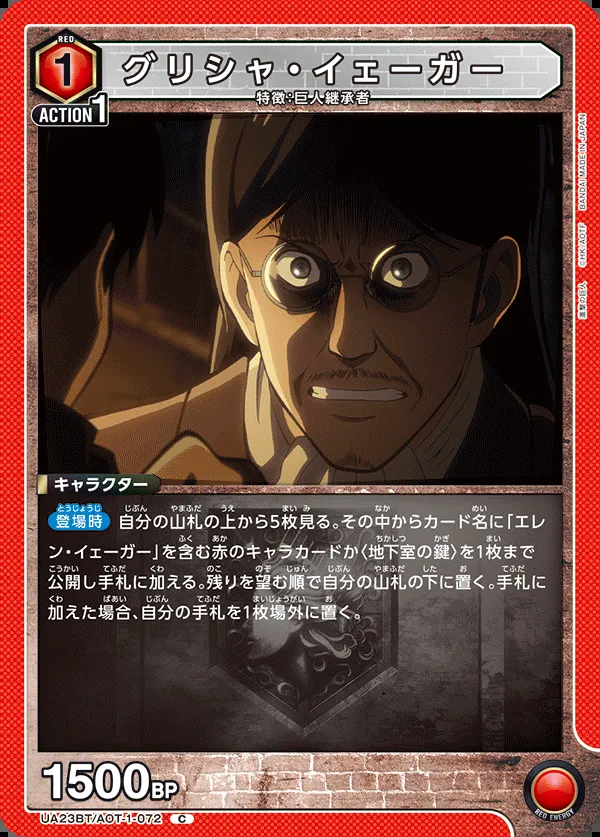 RED
1
ACTION 1
グリシャ・イェーガー
特徴:巨人継承者
©HK/AOTF BANDAI MADE IN JAPAN
進撃の巨人
キャラクター
登場時 自分の山札の上から5枚見る。その中からカード名に「エレ
ン・イェーガー」を含む赤のキャラカードか〈地下室の鍵〉を1枚まで
公開し手札に加える。残りを望む順で自分の山札の下に置く。手札に
加えた場合、自分の手札を1枚場外に置く。
1500BP
RED ENERGY
UA23BT/AOT-1-072 C